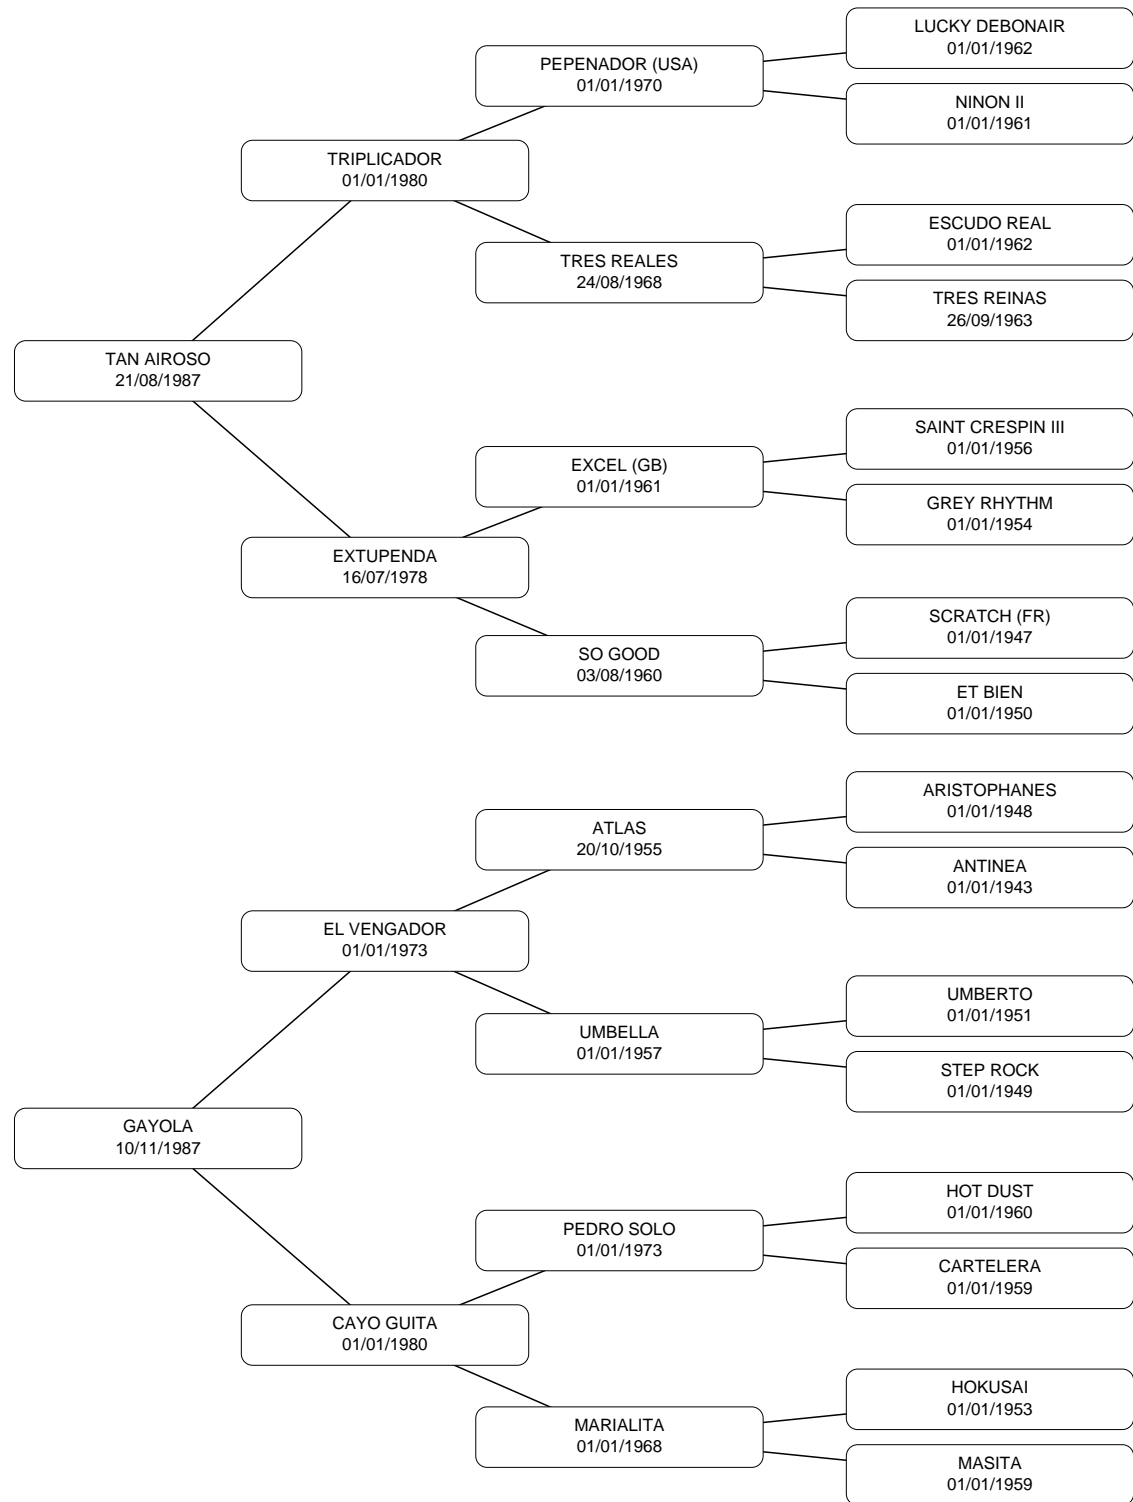 LUCKY DEBONAIR
01/01/1962
PEPENADOR (USA)
01/01/1970
NINON II
01/01/1961
TRIPLICADOR
01/01/1980
ESCUDO REAL
01/01/1962
TRES REALES
24/08/1968
TRES REINAS
26/09/1963
TAN AIROSO
21/08/1987
SAINT CRESPIN III
01/01/1956
EXCEL (GB)
01/01/1961
GREY RHYTHM
01/01/1954
EXTUPENDA
16/07/1978
SCRATCH (FR)
01/01/1947
SO GOOD
03/08/1960
ET BIEN
01/01/1950
ARISTOPHANES
01/01/1948
ATLAS
20/10/1955
ANTINEA
01/01/1943
EL VENGADOR
01/01/1973
UMBERTO
01/01/1951
UMBELLA
01/01/1957
STEP ROCK
01/01/1949
GAYOLA
10/11/1987
HOT DUST
01/01/1960
PEDRO SOLO
01/01/1973
CARTELERA
01/01/1959
CAYO GUITA
01/01/1980
HOKUSAI
01/01/1953
MARIALITA
01/01/1968
MASITA
01/01/1959